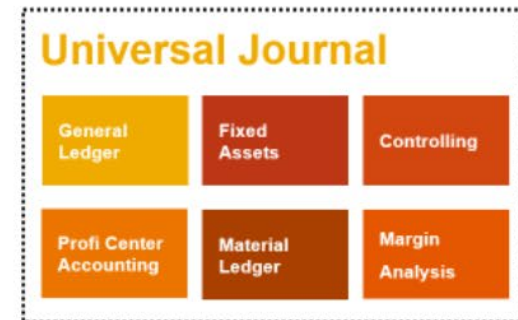 Universal Journal
General
Ledger
Fixed
Assets
Controlling
Profi Center
Accounting
Material
Ledger
Margin
Analysis